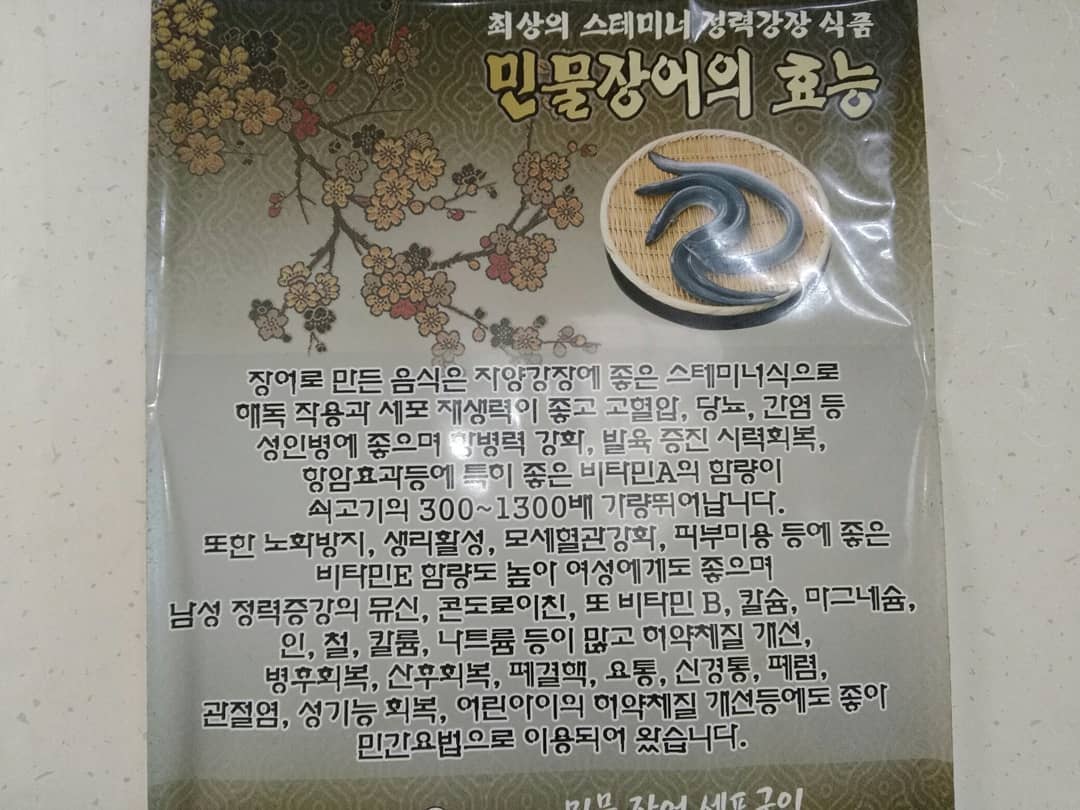 최상의 스테미너 정력강장 식품
민물장어의 효능
장어로 만든 음식은 자양강장에 좋은 스테미너식으로
해독 작용과 세포 재생력이 좋고 고혈압, 당뇨, 간염 등
성인병에 좋으며 항병력 강화, 발육 증진 시력회복,
항암효과등에 특히 좋은 비타민A의 함량이
쇠고기의 300~1300배 가량뛰어납니다.
또한 노화방지, 생리활성, 모세혈관강화, 피부미용 등에 좋은
비타민E 함량도 높아 여성에게도 좋으며
남성 정력증강의 뮤신, 콘도로이친, 또 비타민 B, 칼슘, 마그네슘,
인, 철, 칼륨, 나트륨 등이 많고 허약체질 개선,
병후회복, 산후회복, 폐결핵, 요통, 신경통, 폐렴,
관절염, 성기능 회복, 어린아이의 허약체질 개선등에도 좋아
민간요법으로 이용되어 왔습니다.
민물 장어 셀프구이